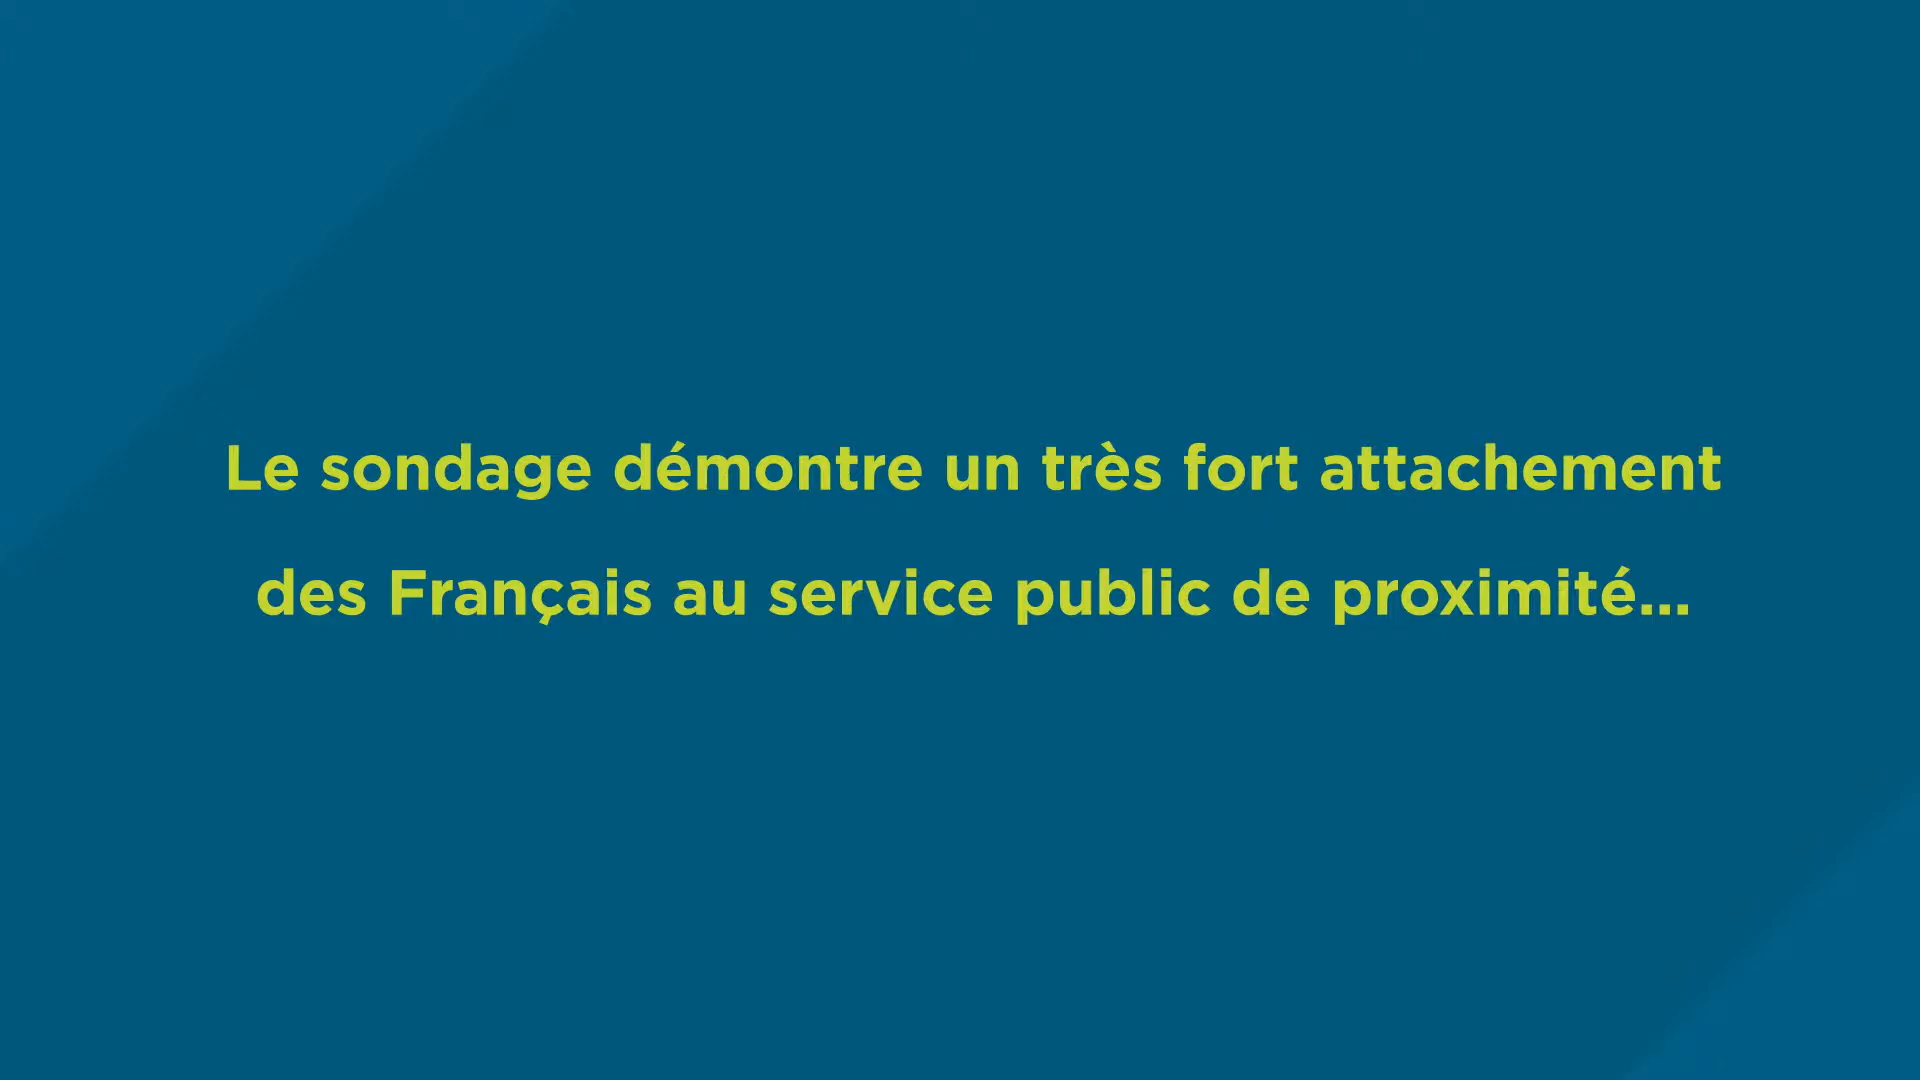 Le sondage démontre un très fort attachement
des Français au service public de proximité...